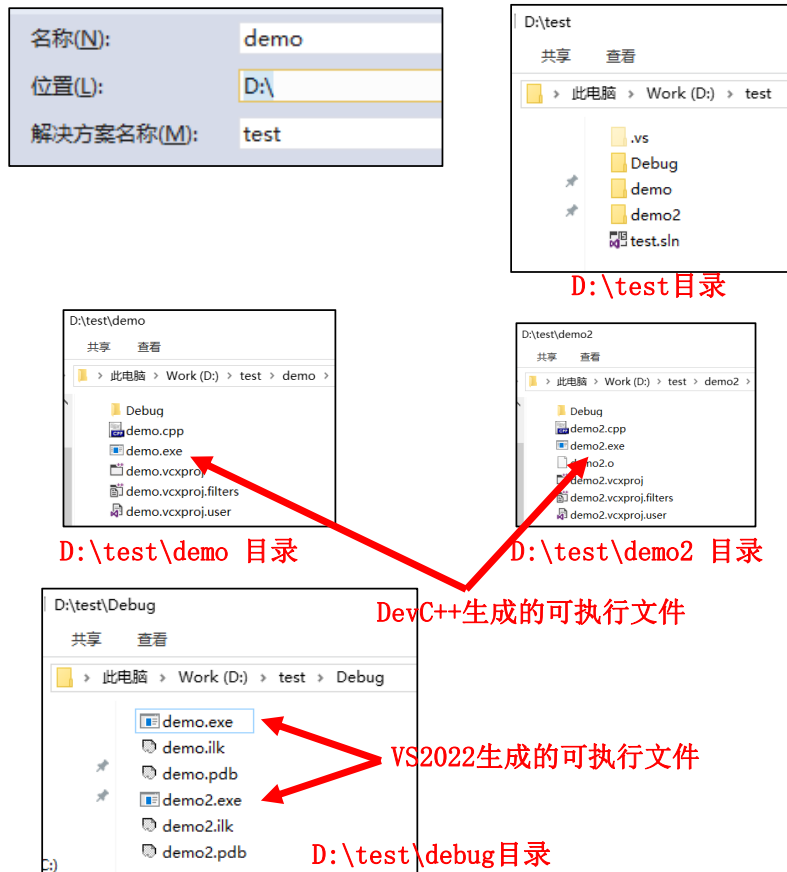 名称(N): demo
位置(L): D:\
解决方案名称(M): test
D:\test
共享 查看
> 此电脑 > Work (D:) > test
.vs
Debug
demo
demo2
test.sln
D:\test目录
D:\test\demo
共享 查看
> 此电脑 > Work (D:) > test > demo >
Debug
demo.cpp
demo.exe
demo.vcxproj
demo.vcxproj.filters
demo.vcxproj.user
D:\test\demo 目录
D:\test\demo2
共享 查看
> 此电脑 > Work (D:) > test > demo2 >
Debug
demo2.cpp
demo2.exe
demo2.o
demo2.vcxproj
demo2.vcxproj.filters
demo2.vcxproj.user
D:\test\demo2 目录
DevC++生成的可执行文件
D:\test\Debug
共享 查看
> 此电脑 > Work (D:) > test > Debug
demo.exe
demo.ilk
demo.pdb
demo2.exe
demo2.ilk
demo2.pdb
C:)
VS2022生成的可执行文件
D:\test\debug目录